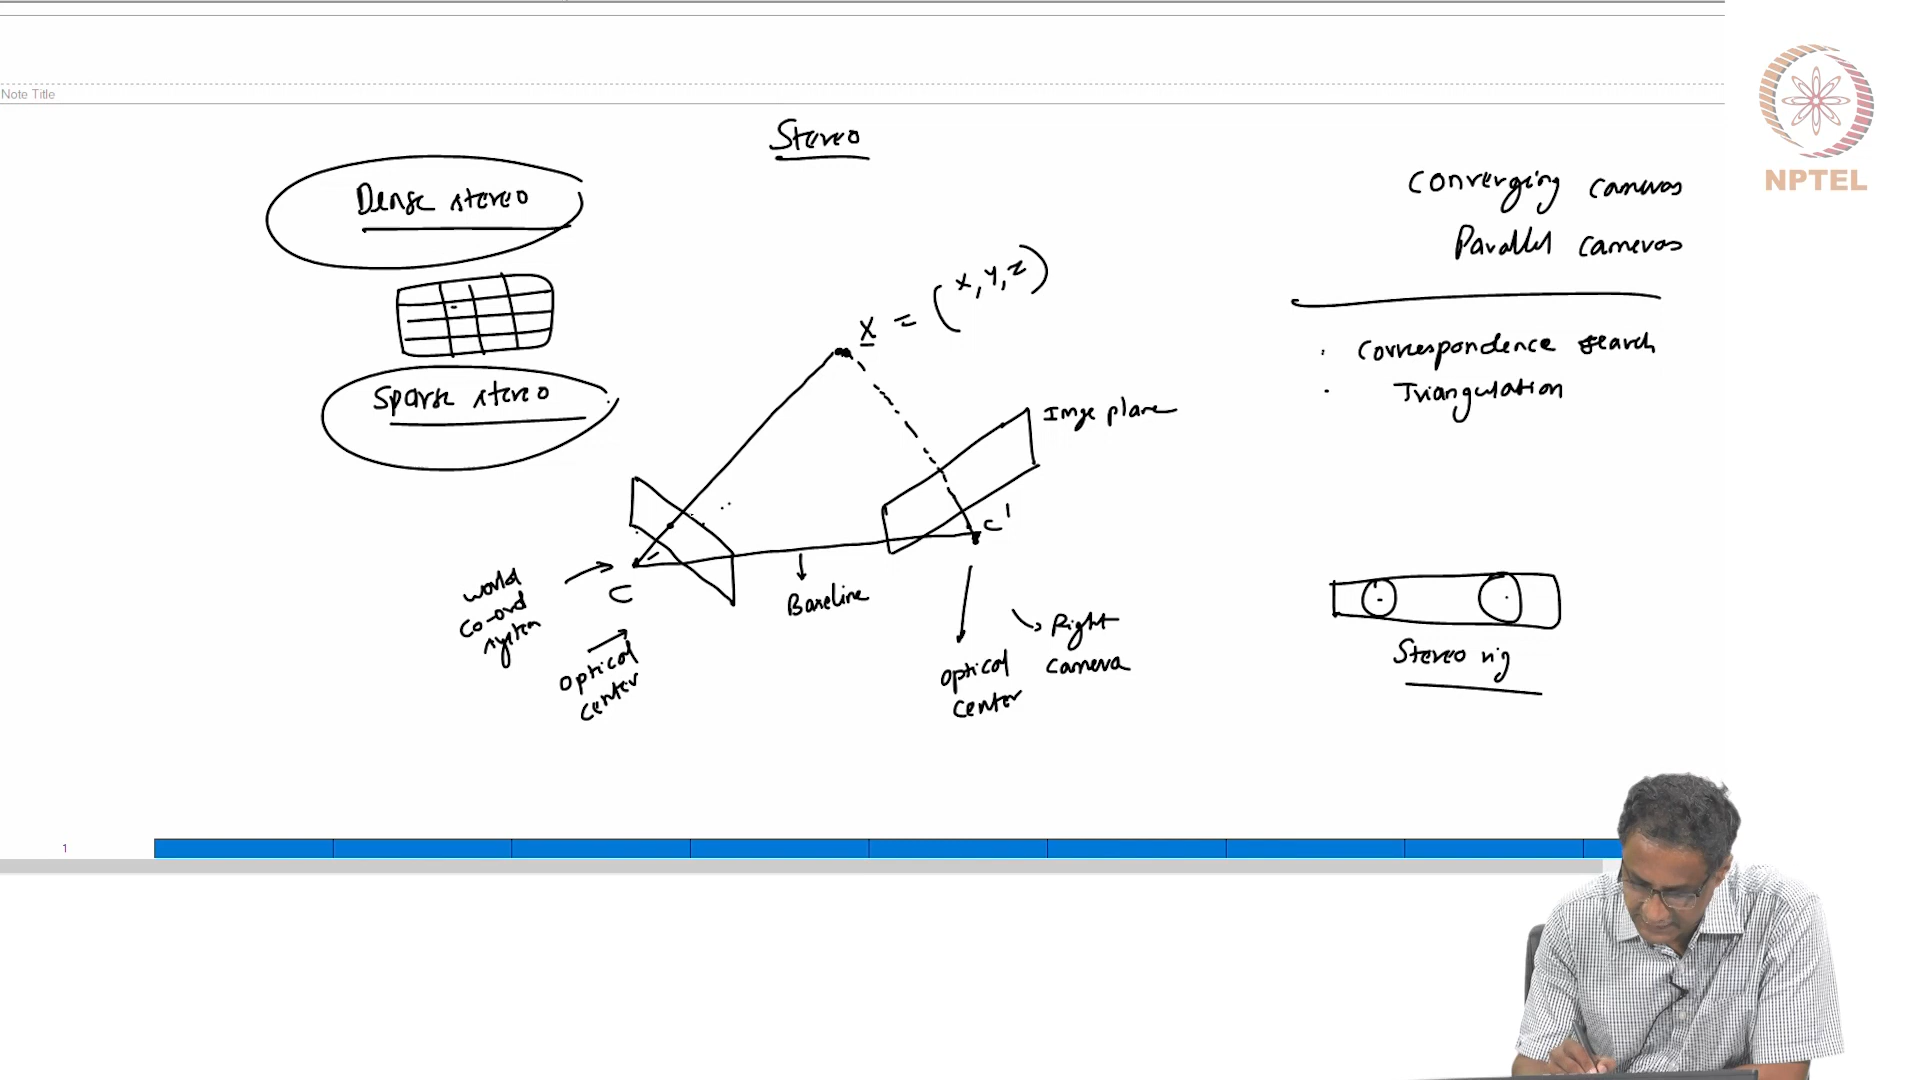 Note Title
NPTEL
Stereo
Dense stereo
Sparse stereo
Converging cameras
Parallel cameras
. Correspondence search
. Triangulation
X = (X, Y, Z)
Imge plane
C'
C
world
co-ord
system
Optical
center
Baseline
Optical
center
Right
camera
Stereo rig
1